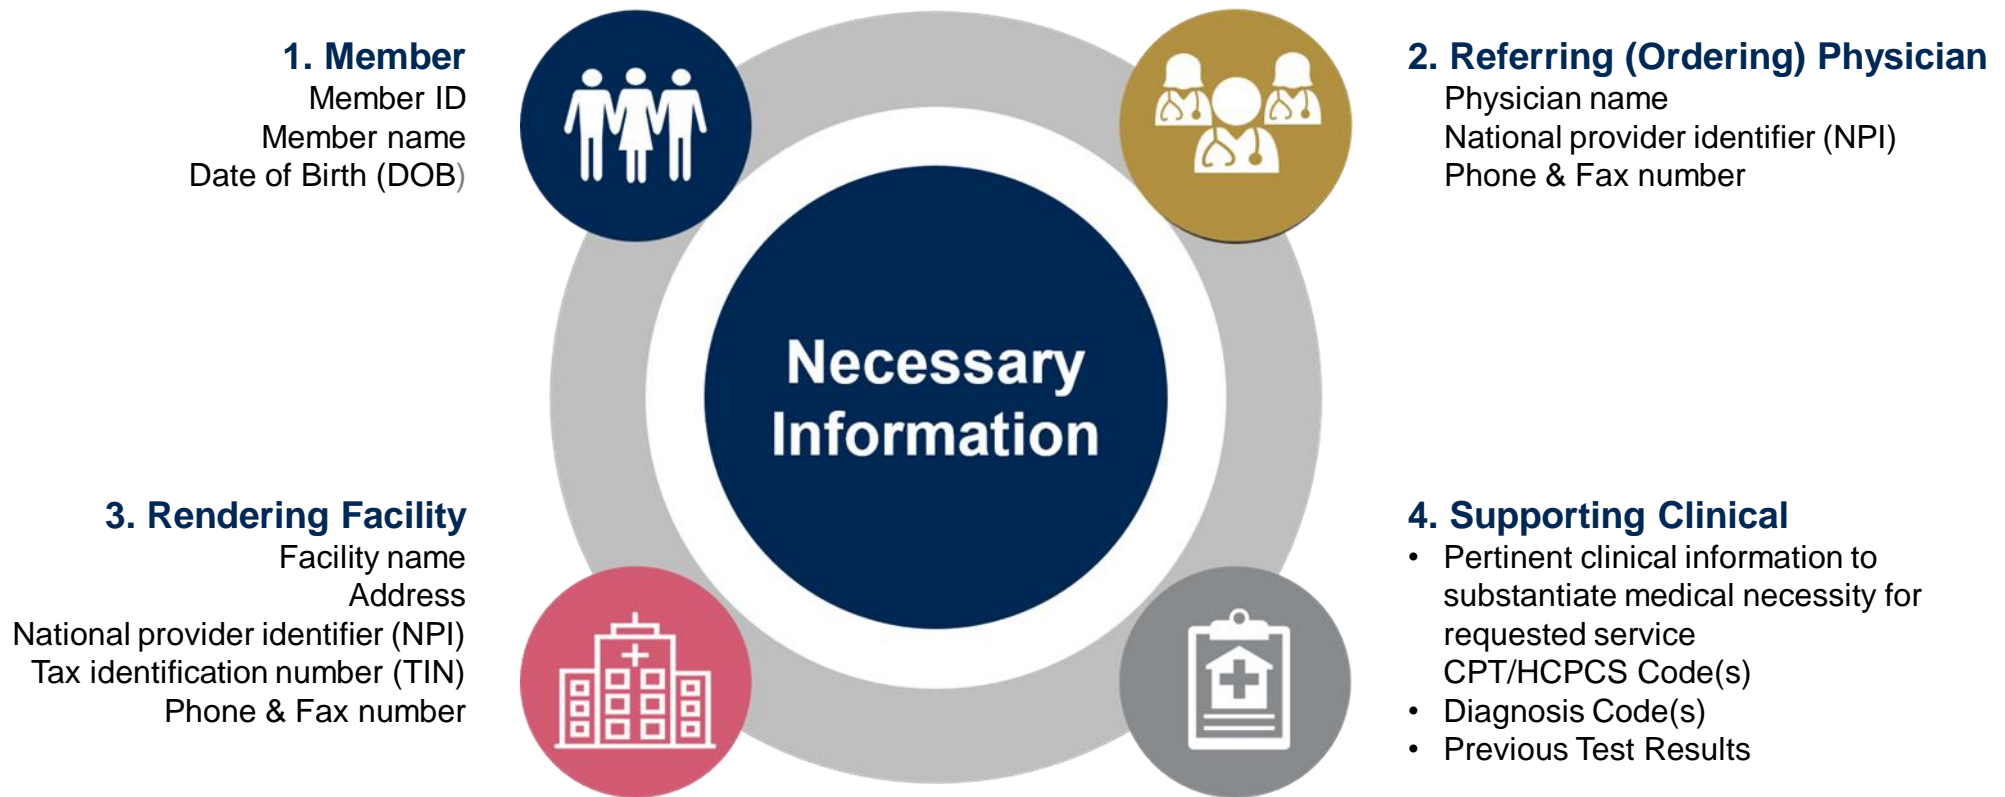 1. Member
Member ID
Member name
Date of Birth (DOB)
2. Referring (Ordering) Physician
Physician name
National provider identifier (NPI)
Phone & Fax number
Necessary
Information
3. Rendering Facility
Facility name
Address
National provider identifier (NPI)
Tax identification number (TIN)
Phone & Fax number
4. Supporting Clinical
• Pertinent clinical information to
substantiate medical necessity for
requested service
CPT/HCPCS Code(s)
• Diagnosis Code(s)
• Previous Test Results